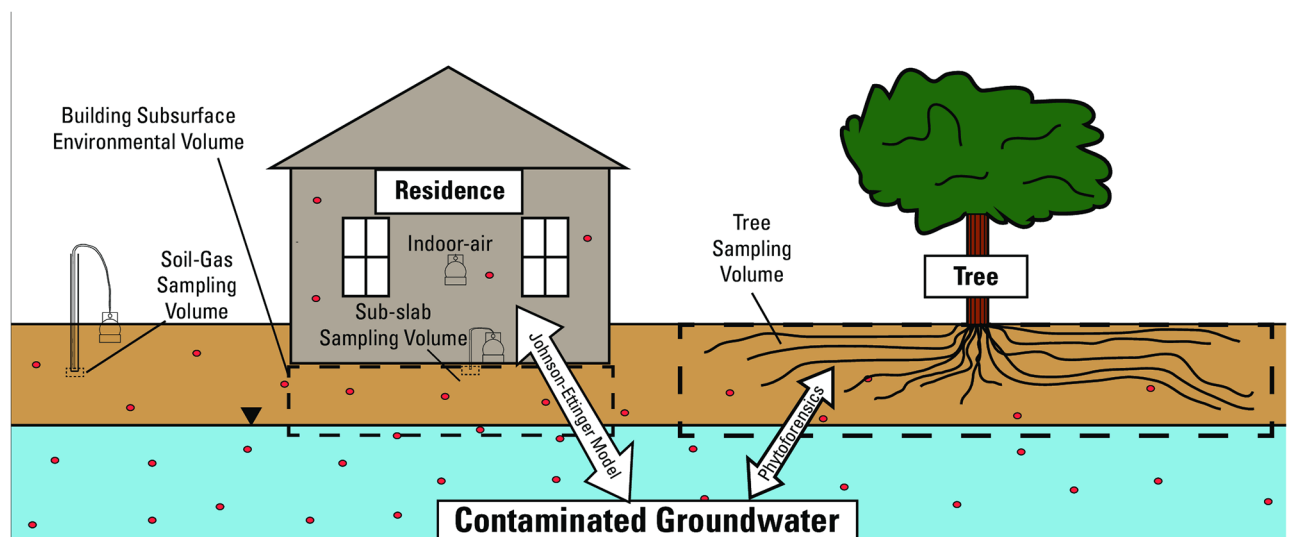 Building Subsurface
Environmental Volume
Residence
Indoor-air
Soil-Gas
Sampling
Volume
Sub-slab
Sampling Volume
Tree
Sampling
Volume
Tree
Johnson-Ettinger Model
Phytoforensics
Contaminated Groundwater